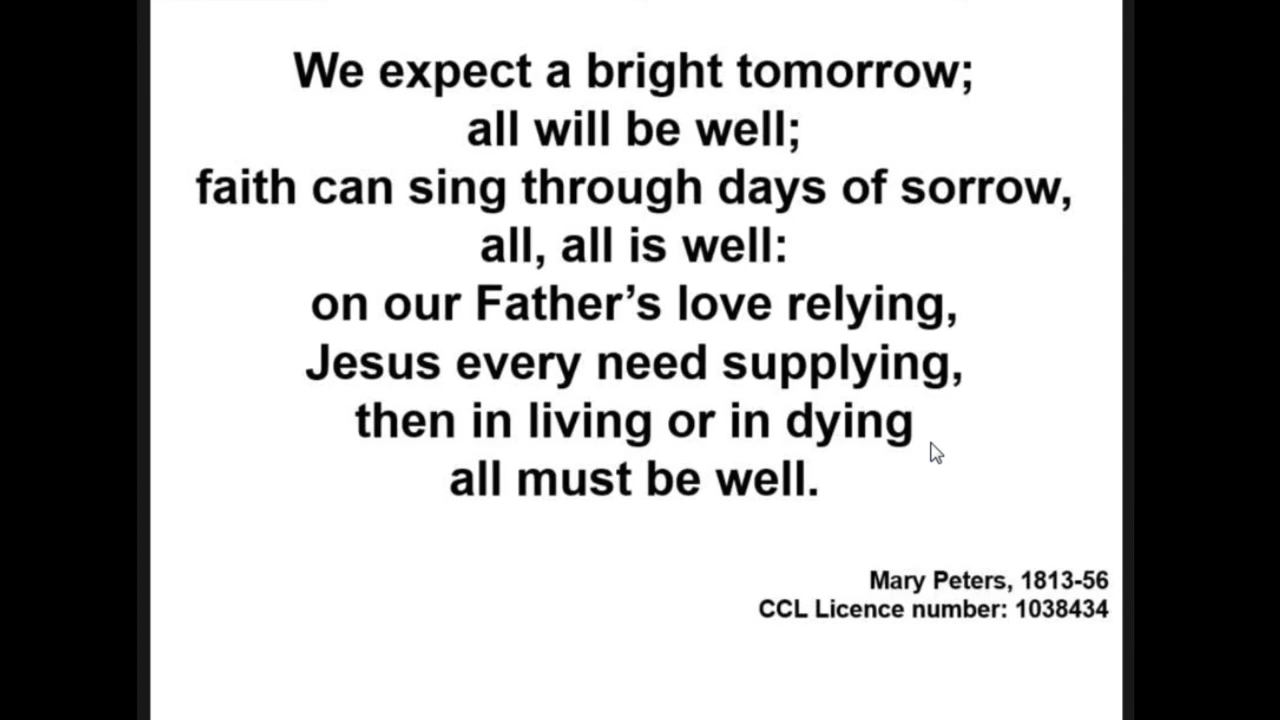 We expect a bright tomorrow;
all will be well;
faith can sing through days of sorrow,
all, all is well:
on our Father’s love relying,
Jesus every need supplying,
then in living or in dying
all must be well.
Mary Peters, 1813-56
CCL Licence number: 1038434